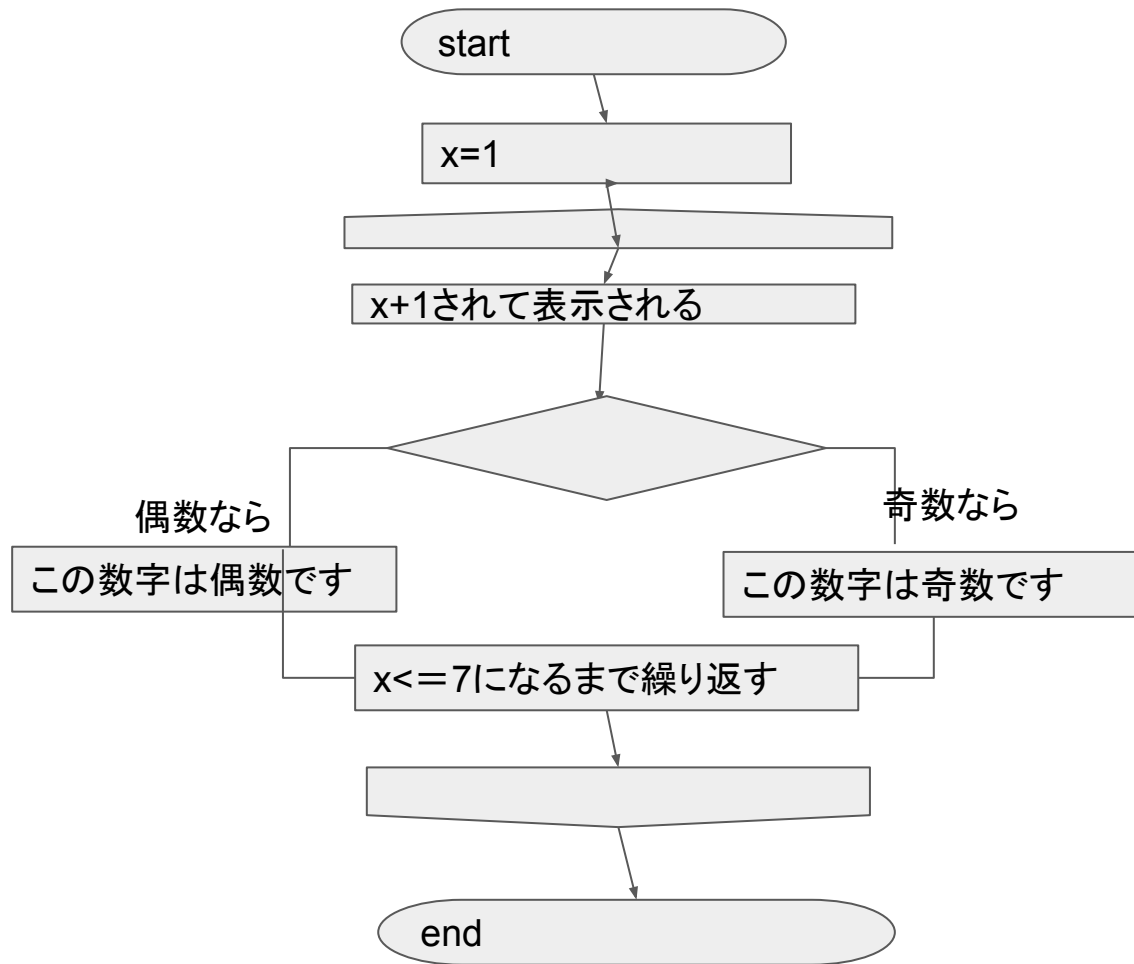 start
x=1
x+1されて表示される
偶数なら
奇数なら
この数字は偶数です
この数字は奇数です
x<＝7になるまで繰り返す
end